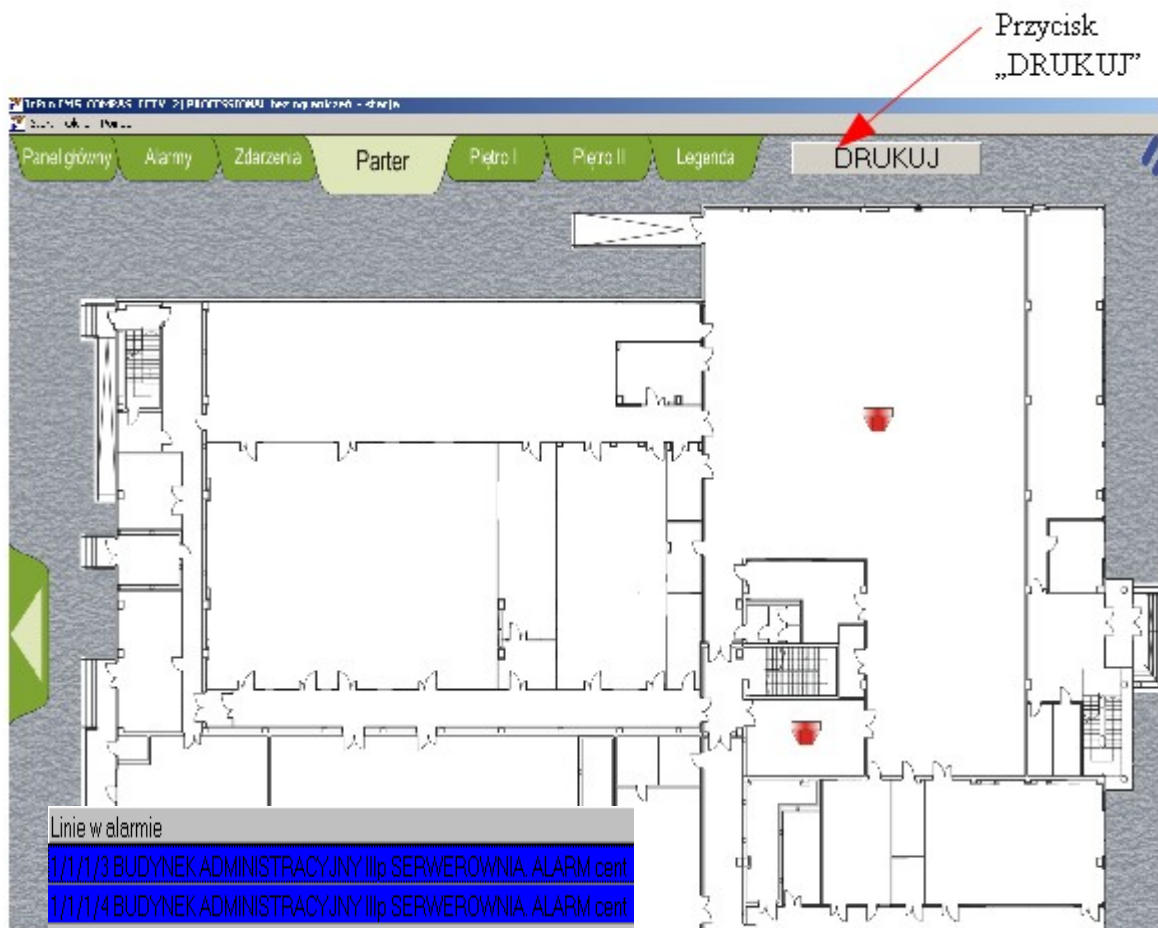 Przycisk
„DRUKUJ”
Panel główny
Alarmy
Zdarzenia
Parter
Piętro I
Piętro II
Legenda
DRUKUJ
Linie w alarmie
1/1/1/3 BUDYNEK ADMINISTRACYJNY IIIp SERWEROWNIA. ALARM cent
1/1/1/4 BUDYNEK ADMINISTRACYJNY IIIp SERWEROWNIA. ALARM cent